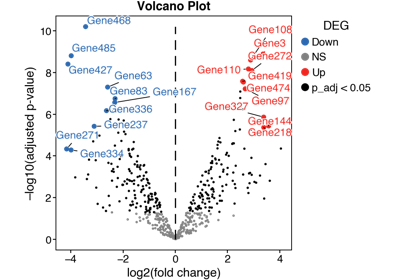 Volcano Plot
Gene468
Gene485
Gene427
Gene63
Gene83
Gene167
Gene336
Gene237
Gene271
Gene334
Gene108
Gene3
Gene272
Gene110
Gene419
Gene474
Gene97
Gene327
Gene144
Gene218
DEG
Down
NS
Up
p_adj < 0.05
−log10(adjusted p-value)
10
8
6
4
2
0
−4
−2
0
2
4
log2(fold change)